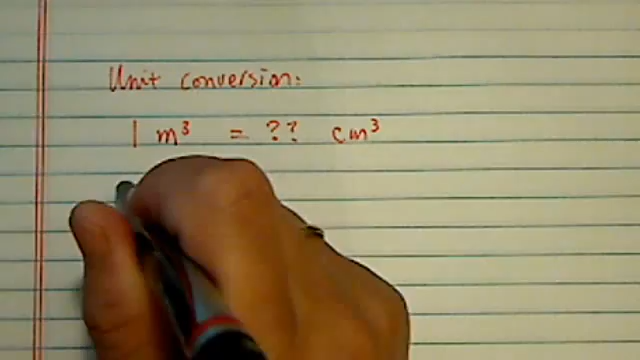 Unit conversion:
1 m³ = ?? cm³